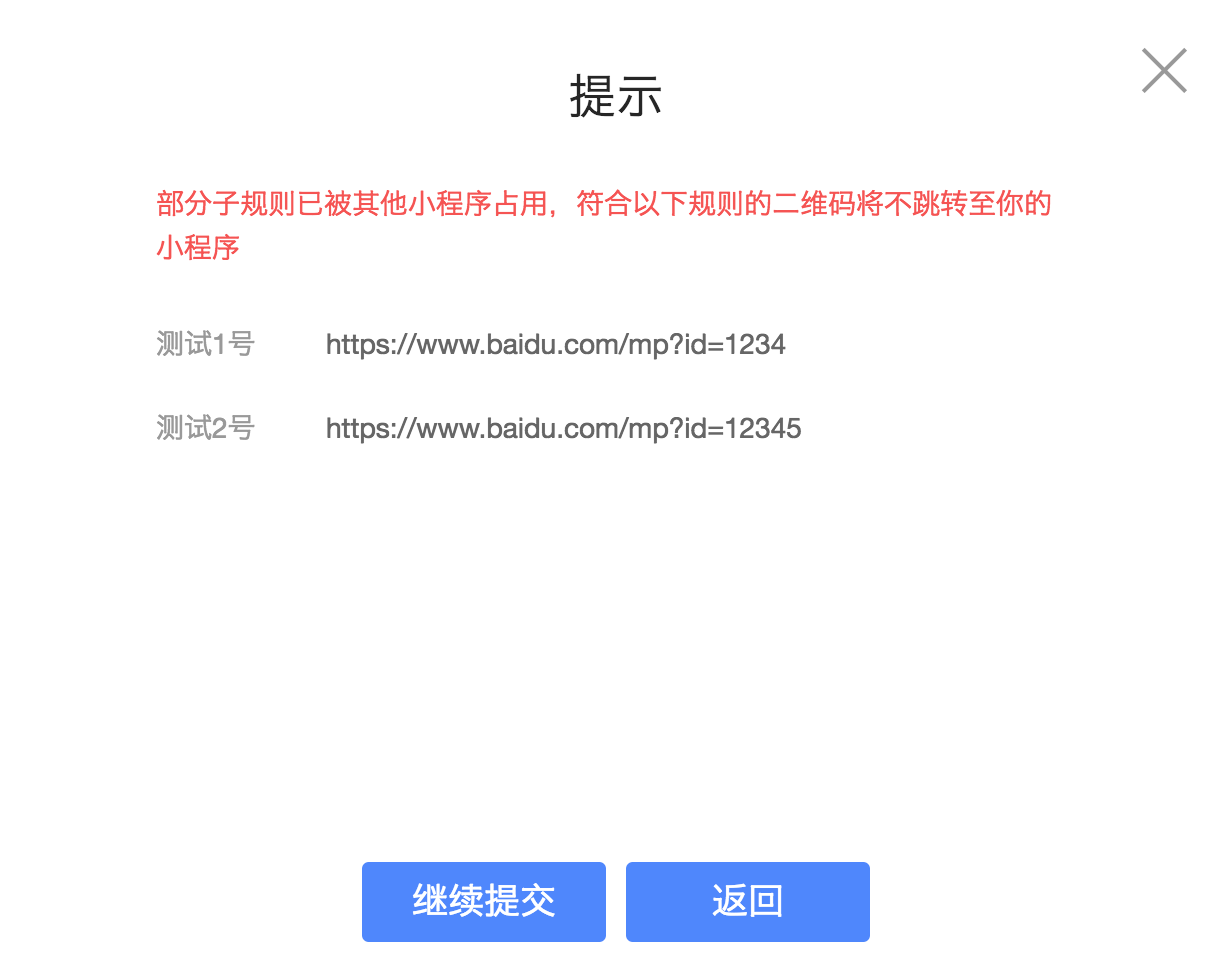 提示
部分子规则已被其他小程序占用，符合以下规则的二维码将不跳转至你的
小程序
测试1号 https://www.baidu.com/mp?id=1234
测试2号 https://www.baidu.com/mp?id=12345
继续提交 返回